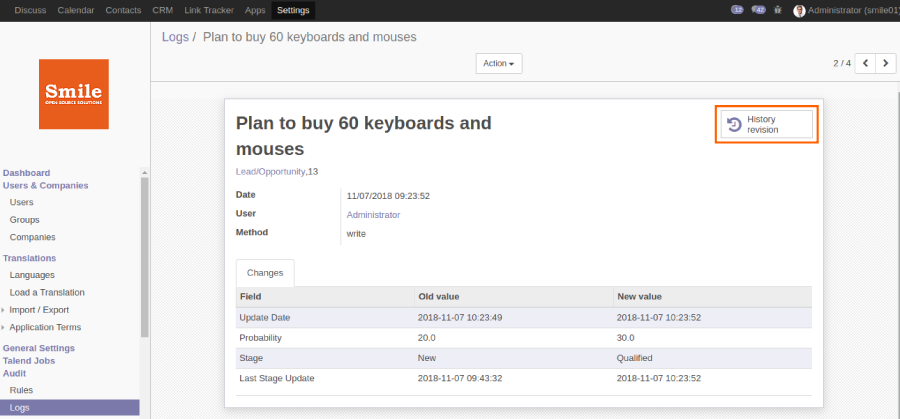 Discuss Calendar Contacts CRM Link Tracker Apps Settings
12 42 Administrator (smile01)
Smile
OPEN SOURCE SOLUTIONS
Dashboard
Users & Companies
Users
Groups
Companies
Translations
Languages
Load a Translation
Import / Export
Application Terms
General Settings
Talend Jobs
Audit
Rules
Logs
Logs / Plan to buy 60 keyboards and mouses
Action
2 / 4
History
revision
Plan to buy 60 keyboards and
mouses
Lead/Opportunity,13
Date 11/07/2018 09:23:52
User Administrator
Method write
Changes
Field Old value New value
Update Date 2018-11-07 10:23:49 2018-11-07 10:23:52
Probability 20.0 30.0
Stage New Qualified
Last Stage Update 2018-11-07 09:43:32 2018-11-07 10:23:52